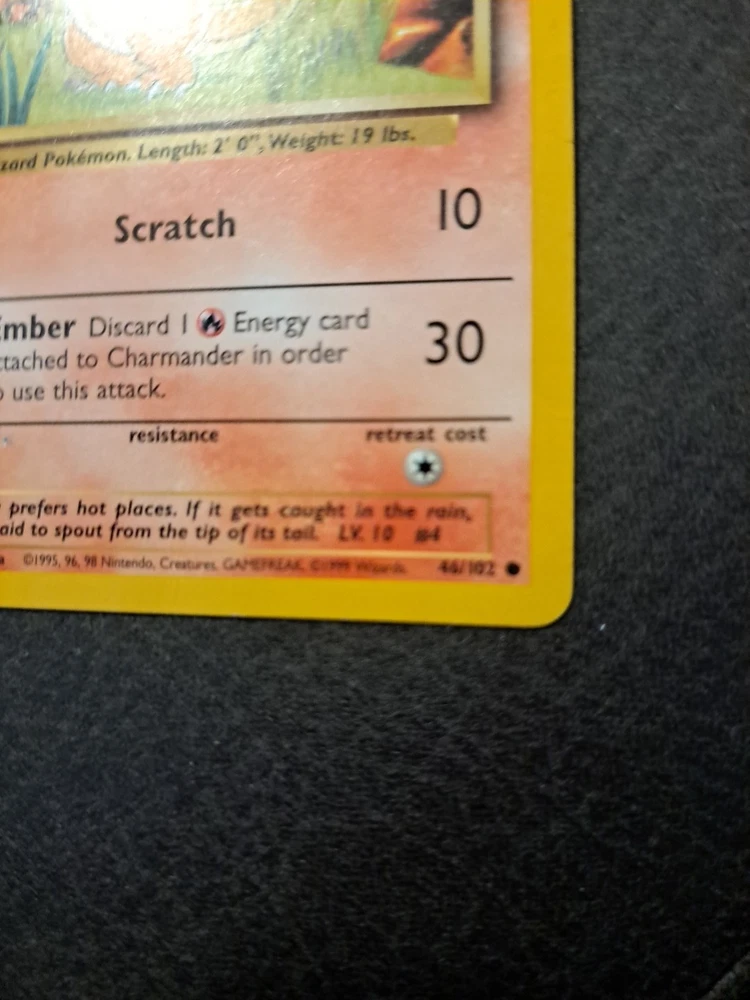 zard Pokémon. Length: 2' 0", Weight: 19 lbs.
Scratch 10
Ember Discard 1 Energy card
ttached to Charmander in order
o use this attack.
30
resistance retreat cost
prefers hot places. If it gets caught in the rain,
aid to spout from the tip of its tail. LV. 10 #4
©1995, 96, 98 Nintendo, Creatures, GAMEFREAK. ©1999 Wizards. 46/102